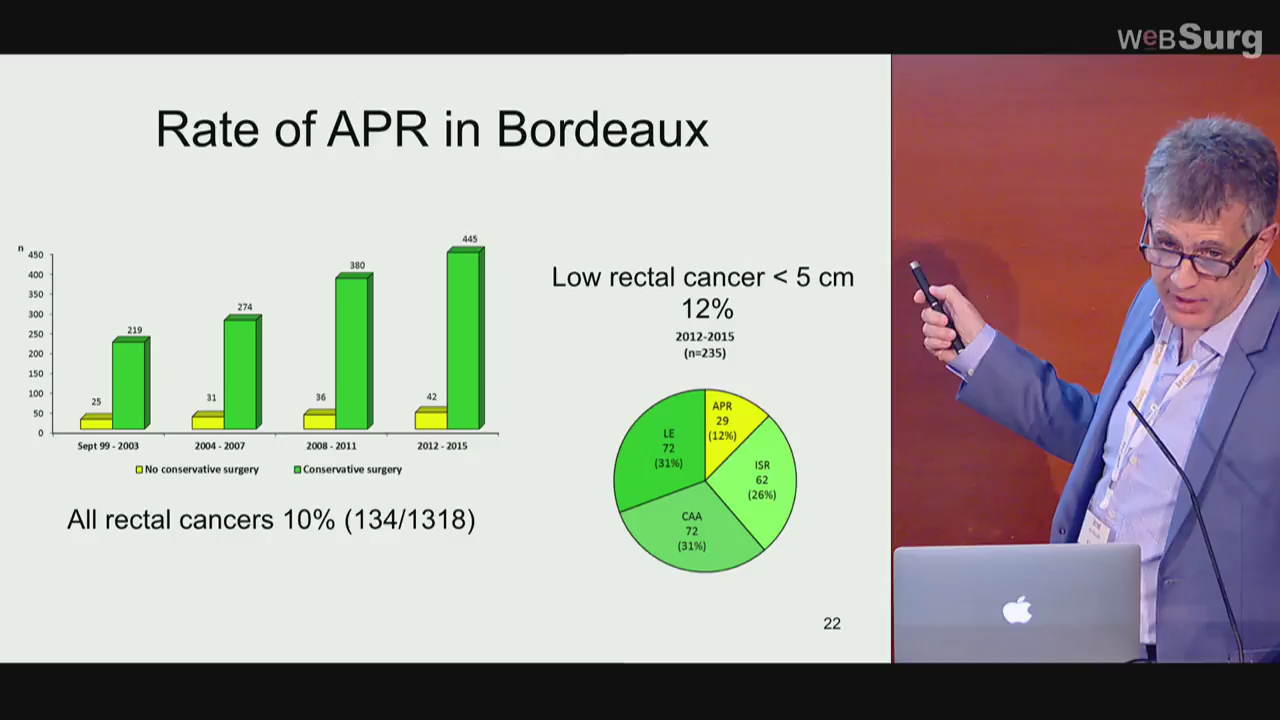 WeBSurg
Rate of APR in Bordeaux
n
450
400
350
300
250
200
150
100
50
0
25
219
31
274
36
380
42
445
Sept 99 - 2003
2004 - 2007
2008 - 2011
2012 - 2015
No conservative surgery
Conservative surgery
All rectal cancers 10% (134/1318)
Low rectal cancer < 5 cm
12%
2012-2015
(n=235)
APR
29
(12%)
ISR
62
(26%)
CAA
72
(31%)
LE
72
(31%)
22